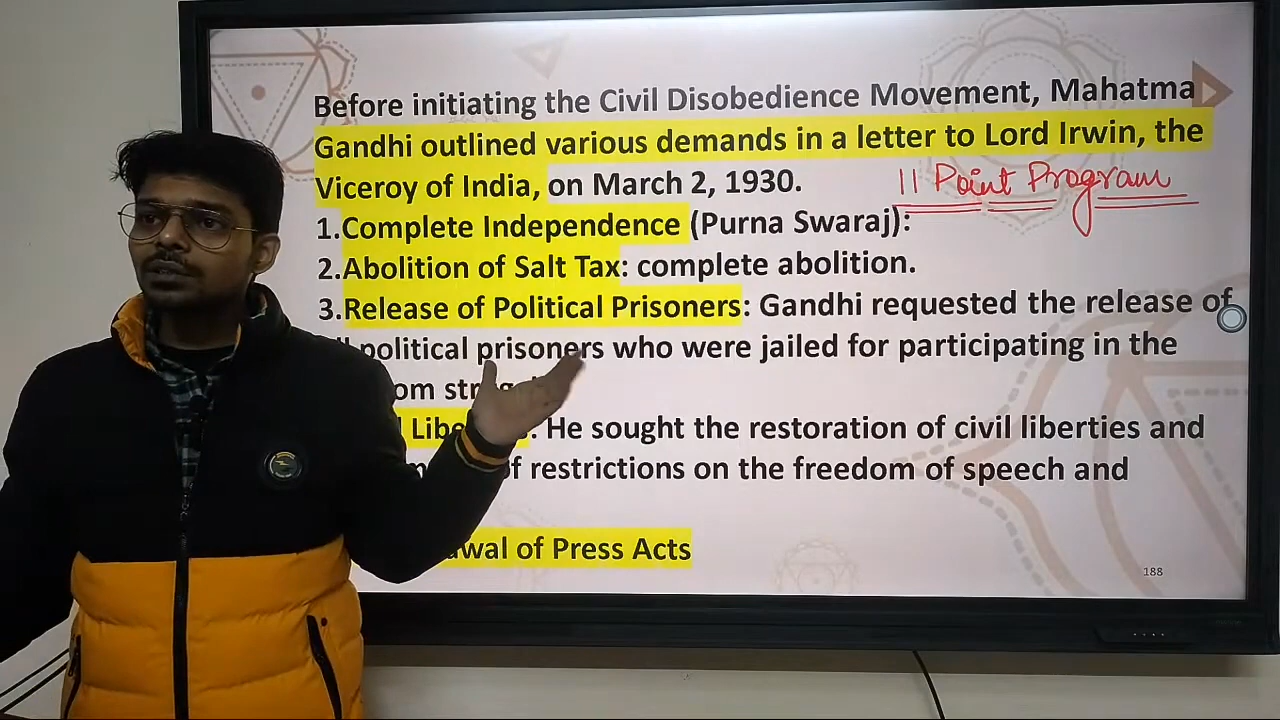 Before initiating the Civil Disobedience Movement, Mahatma
Gandhi outlined various demands in a letter to Lord Irwin, the
Viceroy of India, on March 2, 1930.
11 Point Program
1.Complete Independence (Purna Swaraj):
2.Abolition of Salt Tax: complete abolition.
3.Release of Political Prisoners: Gandhi requested the release of
political prisoners who were jailed for participating in the
He sought the restoration of civil liberties and
restrictions on the freedom of speech and
of Press Acts
188